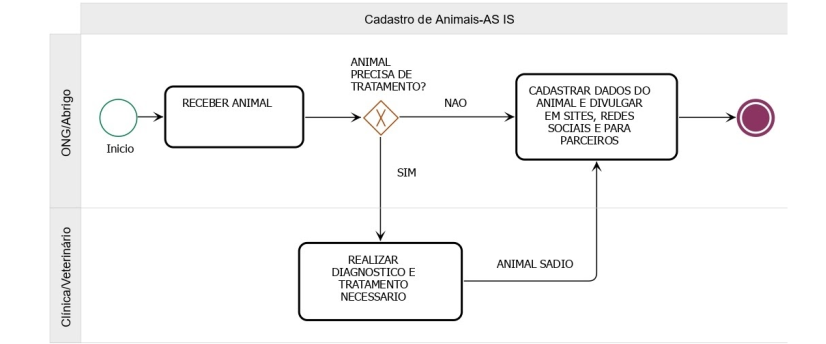 Cadastro de Animais-AS IS
ONG/Abrigo
Inicio
RECEBER ANIMAL
ANIMAL
PRECISA DE
TRATAMENTO?
X
NAO
SIM
CADASTRAR DADOS DO
ANIMAL E DIVULGAR
EM SITES, REDES
SOCIAIS E PARA
PARCEIROS
Clínica/Veterinário
REALIZAR
DIAGNOSTICO E
TRATAMENTO
NECESSARIO
ANIMAL SADIO